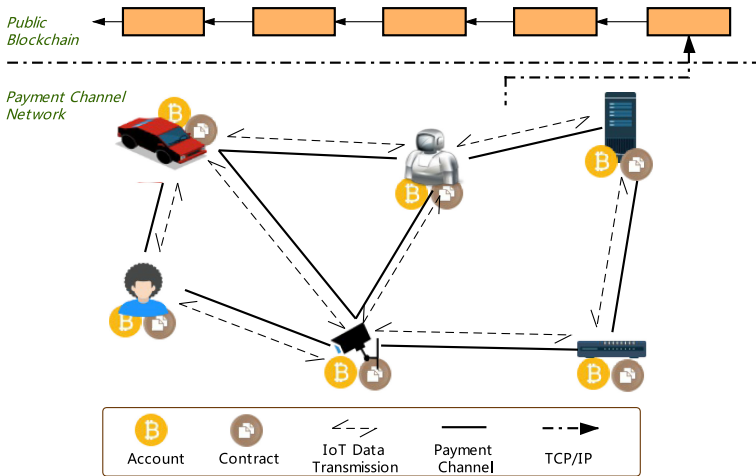 Public
Blockchain
Payment Channel
Network
Account
Contract
IoT Data
Transmission
Payment
Channel
TCP/IP